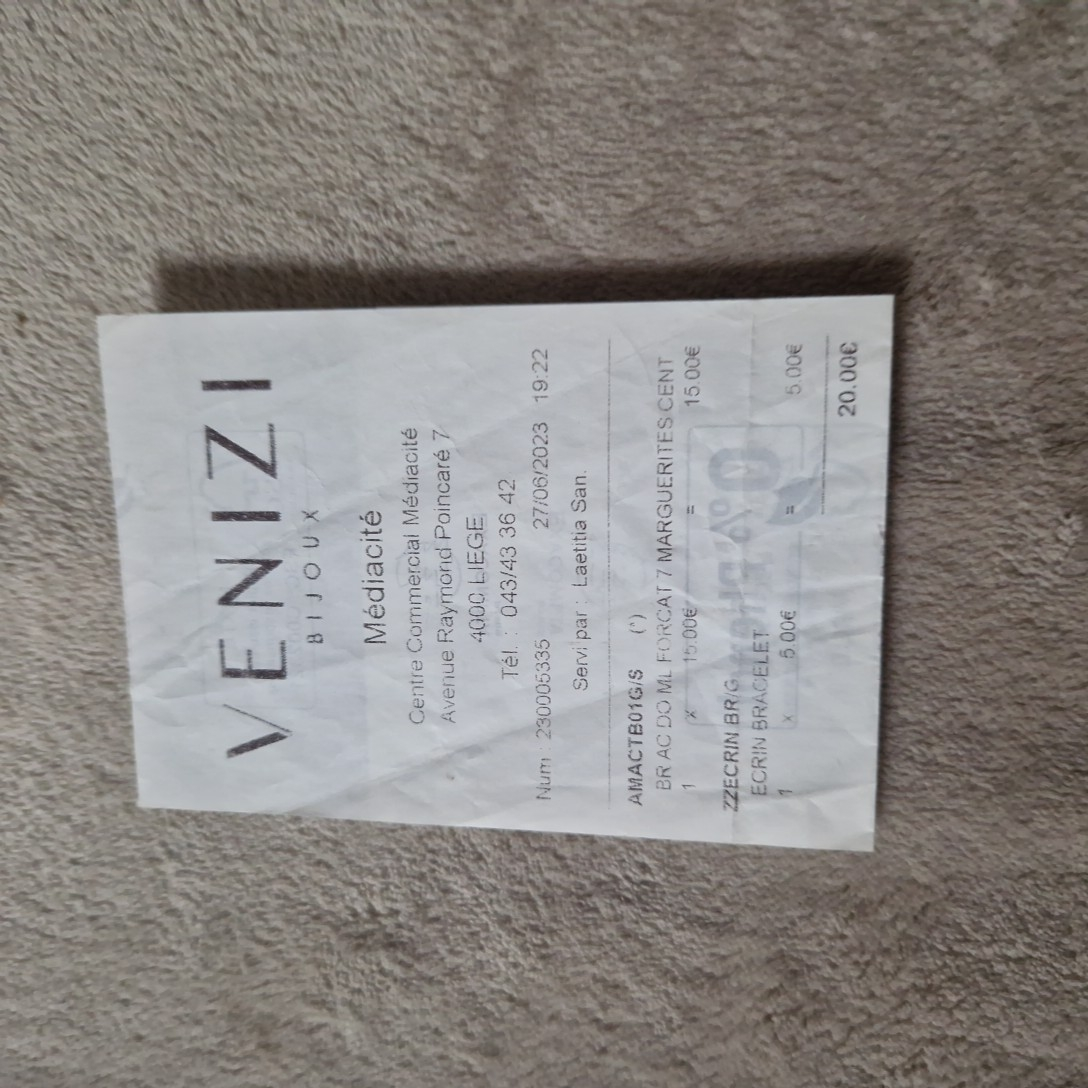 VENIZI
BIJOUX
Médiacité
Centre Commercial Médiacité
Avenue Raymond Poincaré 7
4000 LIEGE
Tél. : 043/43 36 42
Num : 230005335 27/06/2023 19:22
Servi par : Laetitia San.
AMACTB01G/S (*)
BR AC DO ML FORCAT 7 MARGUERITES CENT
1 x 15.00€ = 15.00€
ZZECRIN BR/G
ECRIN BRACELET
1 x 5.00€ = 5.00€
20.00€